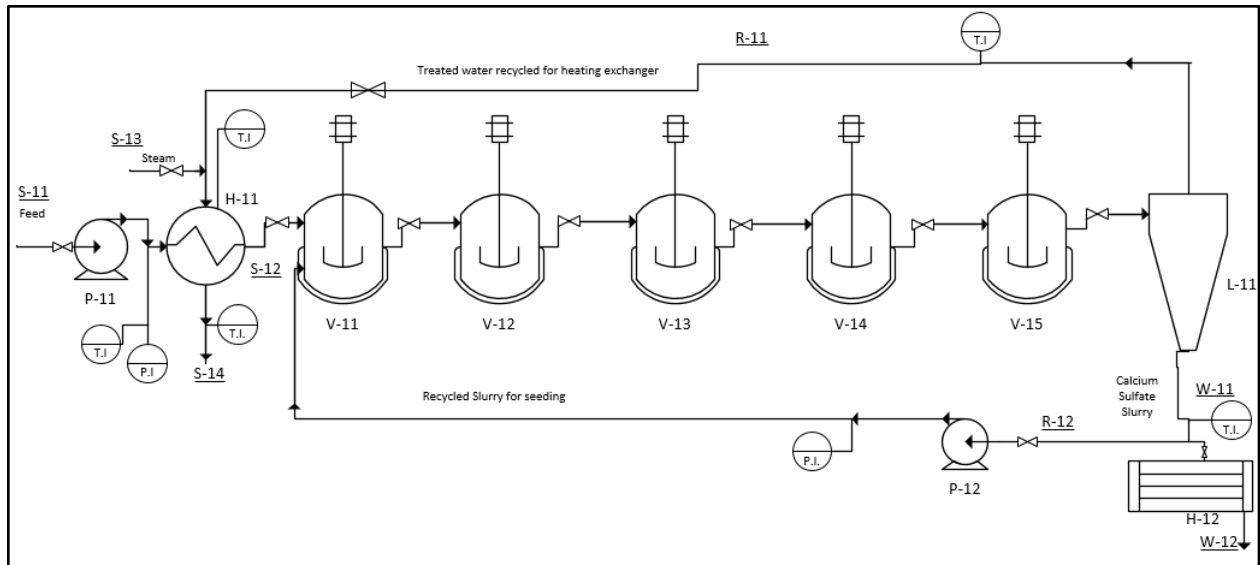 R-11
T.I
Treated water recycled for heating exchanger
S-13
T.I
Steam
H-11
S-11
Feed
S-12
L-11
P-11
V-11
V-12
V-13
V-14
V-15
T.I
T.I.
P.I
S-14
Calcium
Sulfate
Slurry
W-11
Recycled Slurry for seeding
R-12
T.I.
P.I.
P-12
H-12
W-12